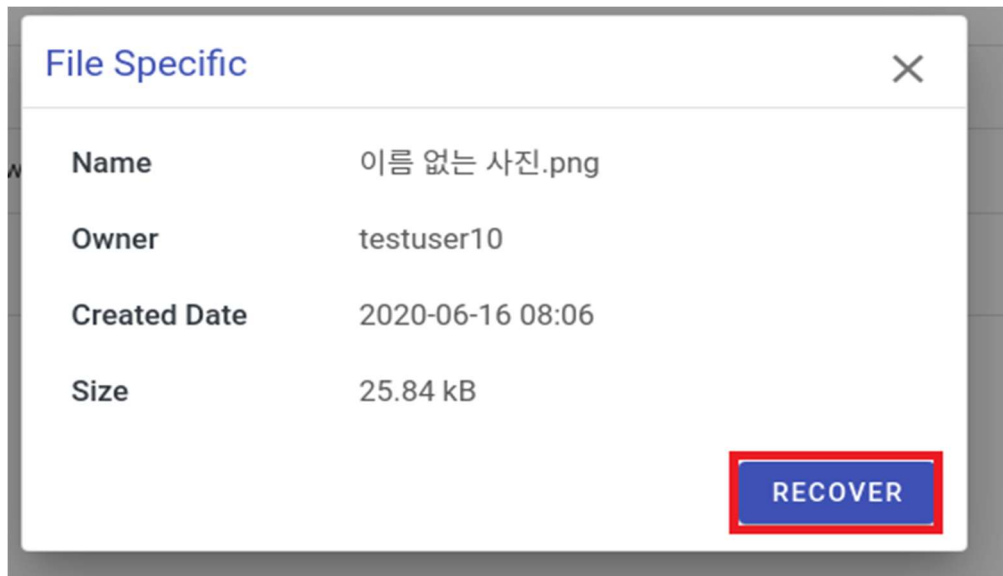 File Specific
Name 이름 없는 사진.png
Owner testuser10
Created Date 2020-06-16 08:06
Size 25.84 kB
RECOVER